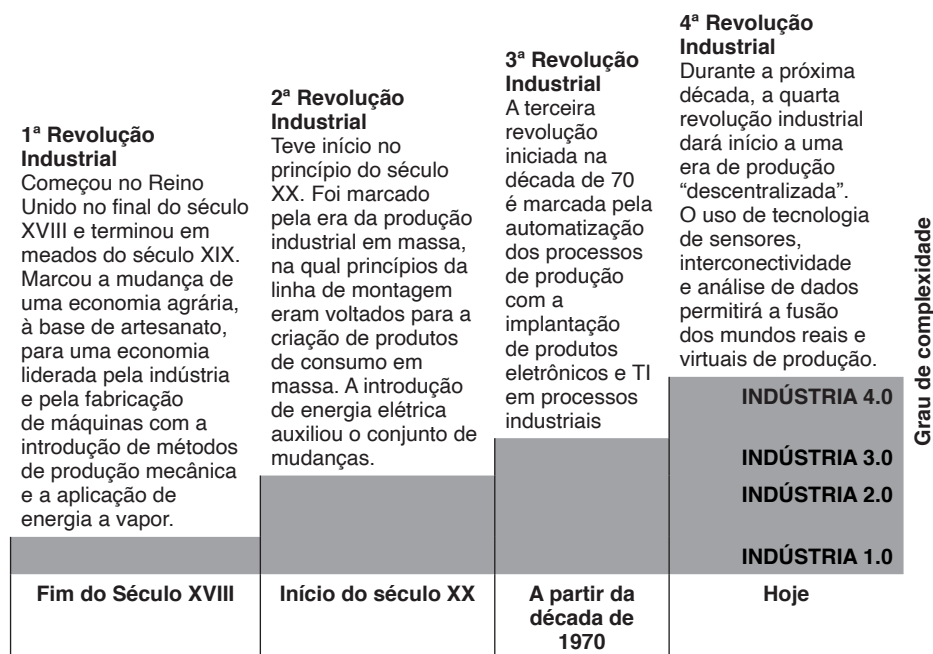 1ª Revolução
Industrial
Começou no Reino
Unido no final do século
XVIII e terminou em
meados do século XIX.
Marcou a mudança de
uma economia agrária,
à base de artesanato,
para uma economia
liderada pela indústria
e pela fabricação
de máquinas com a
introdução de métodos
de produção mecânica
e a aplicação de
energia a vapor.
2ª Revolução
Industrial
Teve início no
princípio do século
XX. Foi marcado
pela era da produção
industrial em massa,
na qual princípios da
linha de montagem
eram voltados para a
criação de produtos
de consumo em
massa. A introdução
de energia elétrica
auxiliou o conjunto de
mudanças.
3ª Revolução
Industrial
A terceira
revolução
iniciada na
década de 70
é marcada pela
automatização
dos processos
de produção
com a
implantação
de produtos
eletrônicos e TI
em processos
industriais
4ª Revolução
Industrial
Durante a próxima
década, a quarta
revolução industrial
dará início a uma
era de produção
“descentralizada”.
O uso de tecnologia
de sensores,
interconectividade
e análise de dados
permitirá a fusão
dos mundos reais e
virtuais de produção.
INDÚSTRIA 4.0
INDÚSTRIA 3.0
INDÚSTRIA 2.0
INDÚSTRIA 1.0
Grau de complexidade
Fim do Século XVIII
Início do século XX
A partir da
década de
1970
Hoje